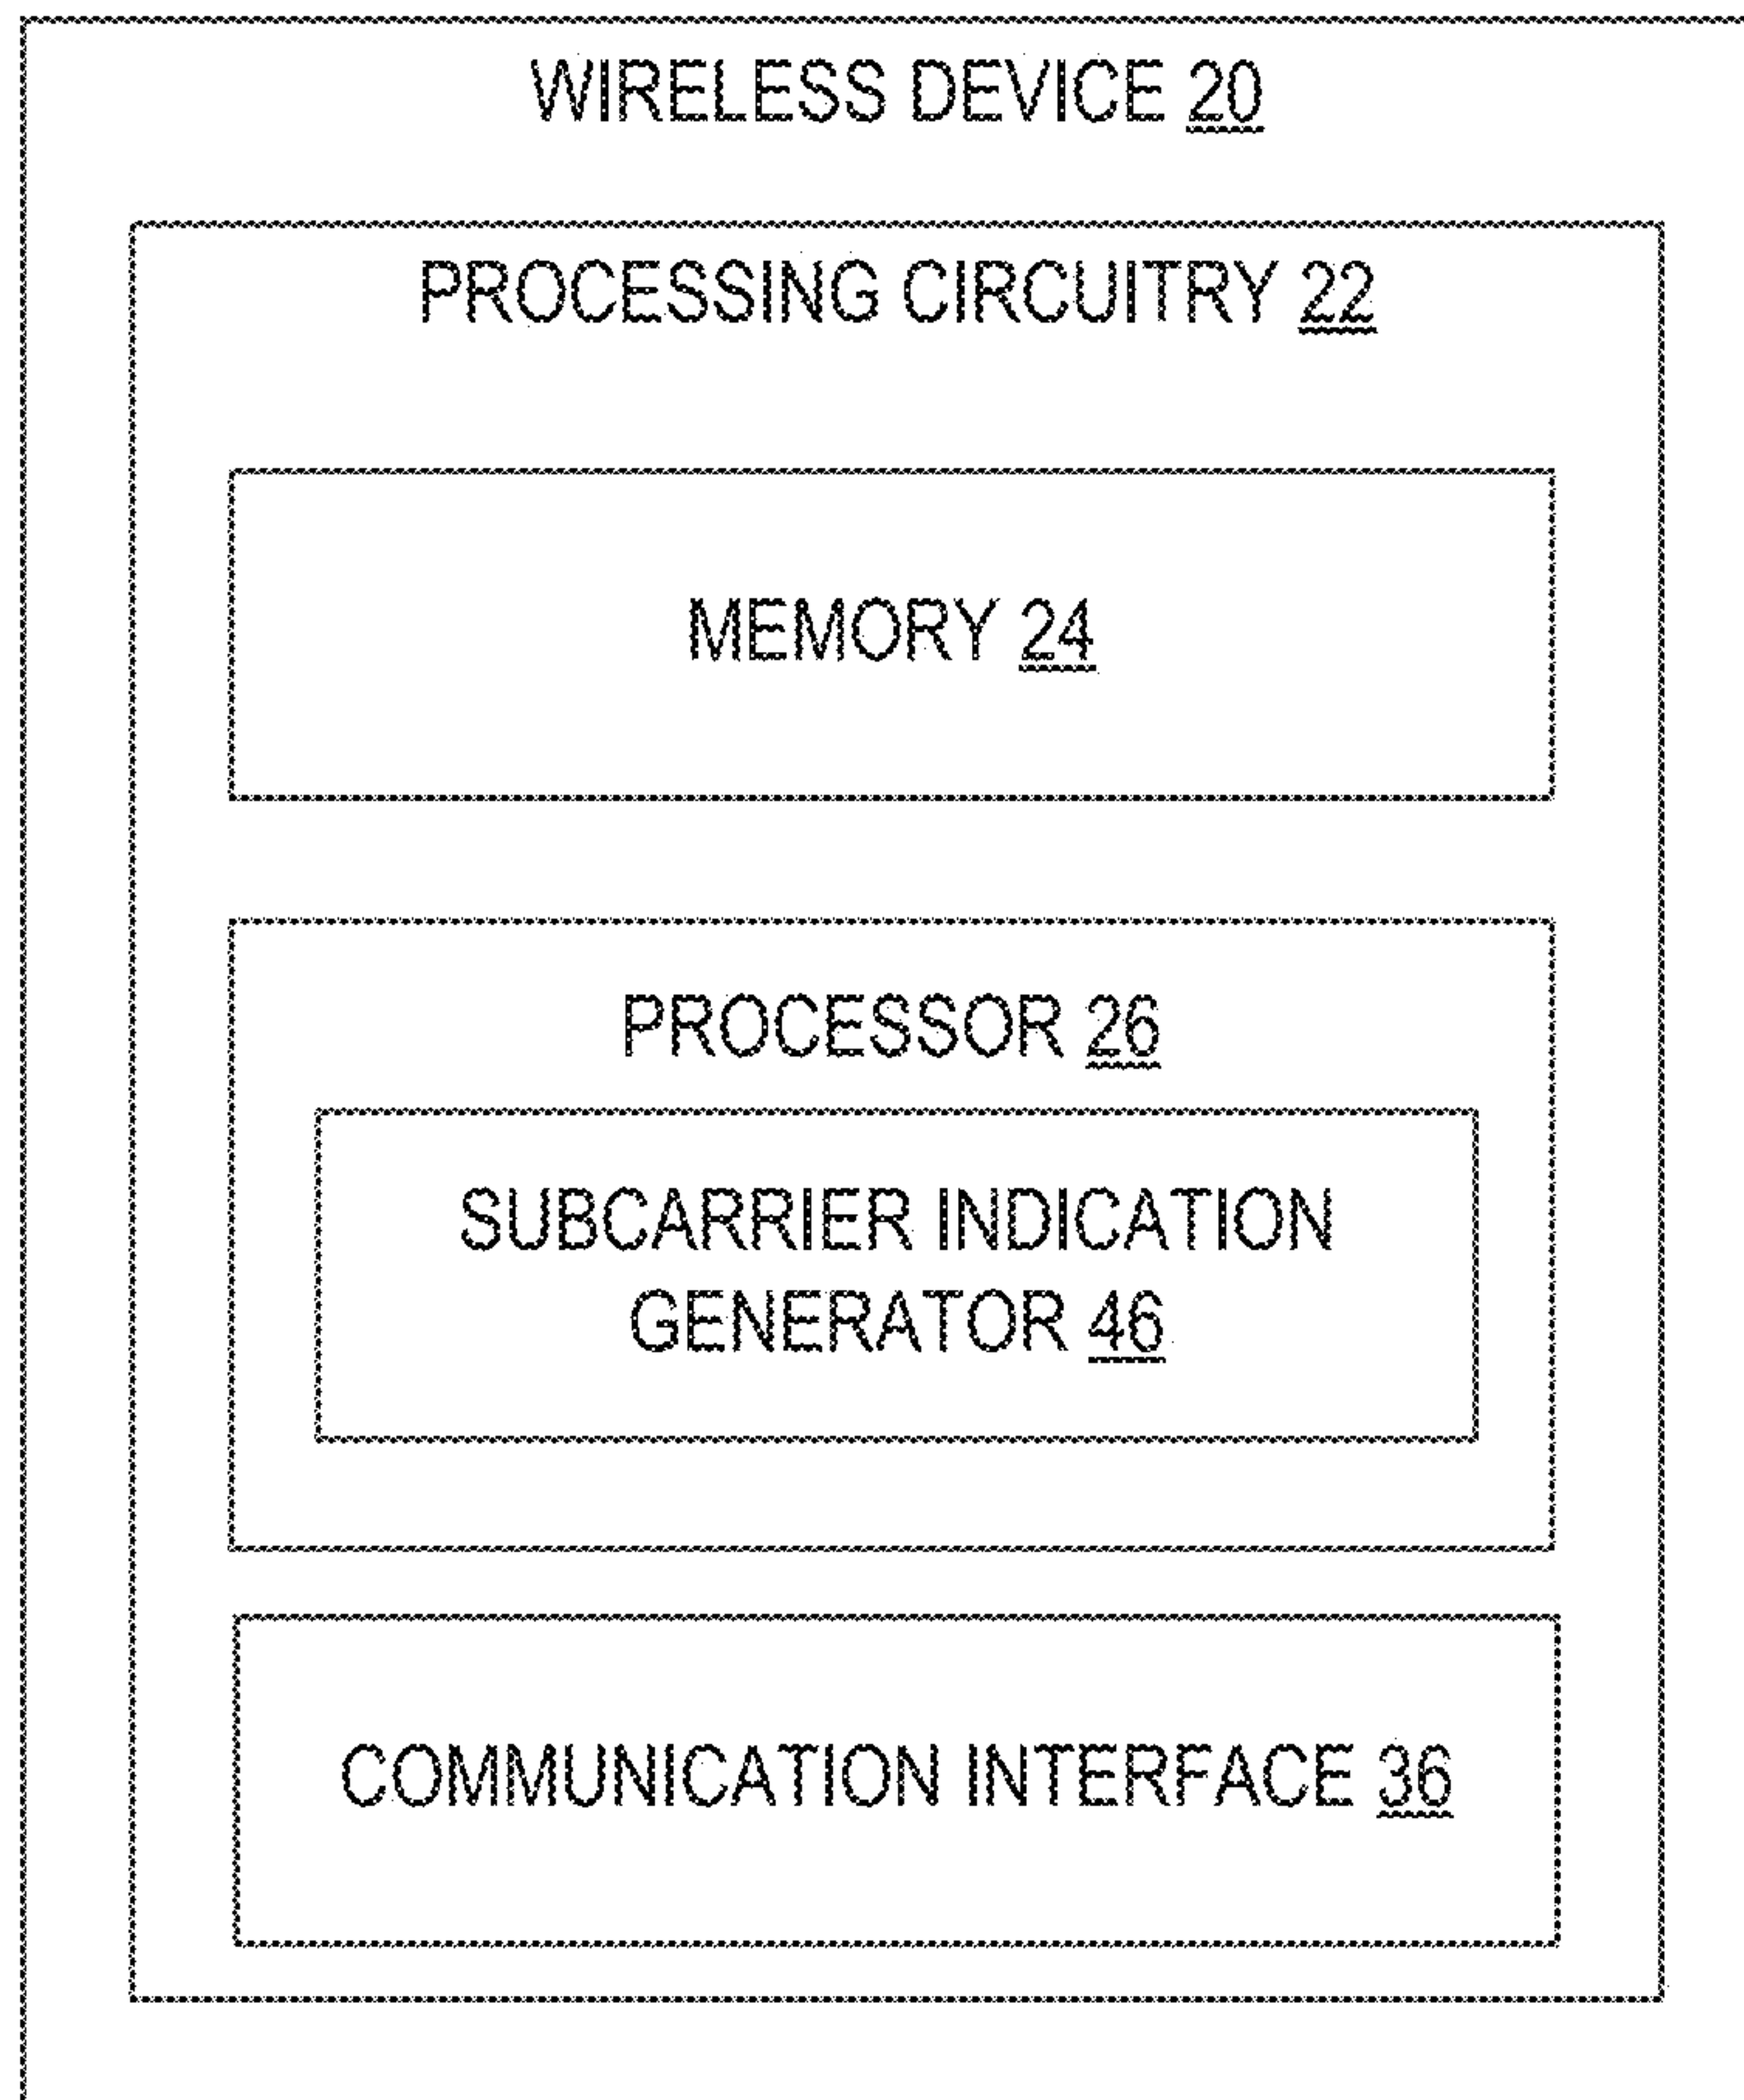 WIRELESS DEVICE 20
PROCESSING CIRCUITRY 22
MEMORY 24
PROCESSOR 26
SUBCARRIER INDICATION
GENERATOR 46
COMMUNICATION INTERFACE 36